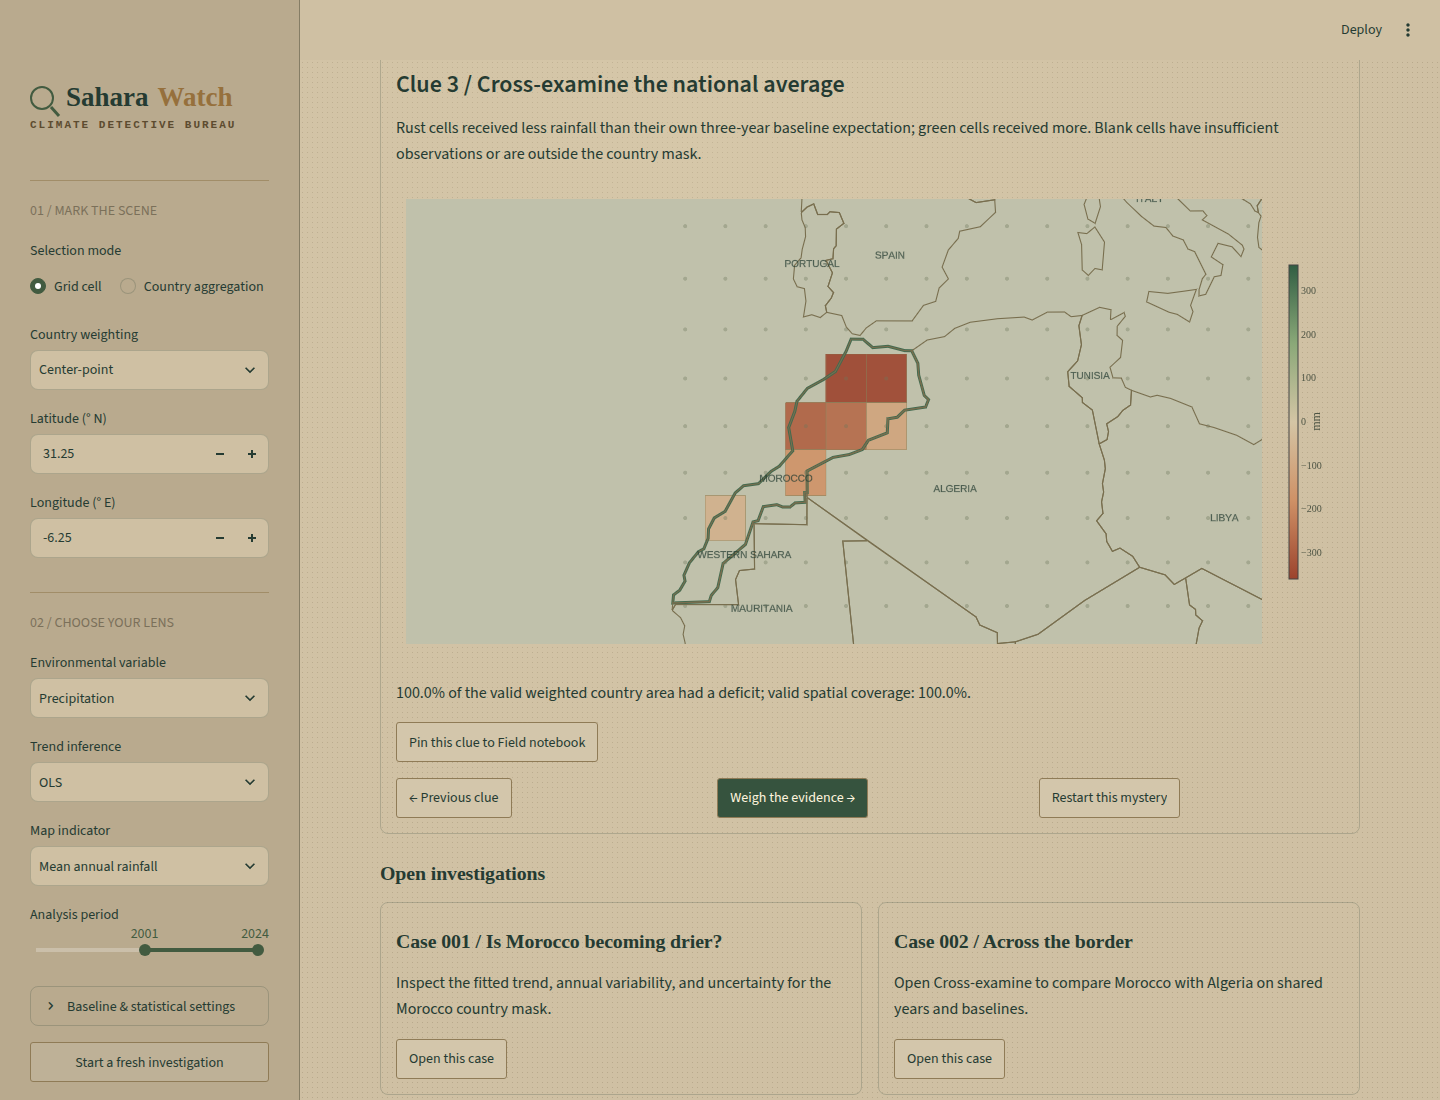 Deploy
Sahara Watch
CLIMATE DETECTIVE BUREAU
01 / MARK THE SCENE
Selection mode
Grid cell
Country aggregation
Country weighting
Center-point
Latitude (° N)
31.25
Longitude (° E)
-6.25
02 / CHOOSE YOUR LENS
Environmental variable
Precipitation
Trend inference
OLS
Map indicator
Mean annual rainfall
Analysis period
2001 2024
Baseline & statistical settings
Start a fresh investigation
Clue 3 / Cross-examine the national average
Rust cells received less rainfall than their own three-year baseline expectation; green cells received more. Blank cells have insufficient
observations or are outside the country mask.
ITALY
SPAIN
PORTUGAL
TUNISIA
MOROCCO
ALGERIA
LIBYA
WESTERN SAHARA
MAURITANIA
300
200
100
0
−100
−200
−300
mm
100.0% of the valid weighted country area had a deficit; valid spatial coverage: 100.0%.
Pin this clue to Field notebook
← Previous clue
Weigh the evidence →
Restart this mystery
Open investigations
Case 001 / Is Morocco becoming drier?
Inspect the fitted trend, annual variability, and uncertainty for the
Morocco country mask.
Open this case
Case 002 / Across the border
Open Cross-examine to compare Morocco with Algeria on shared
years and baselines.
Open this case